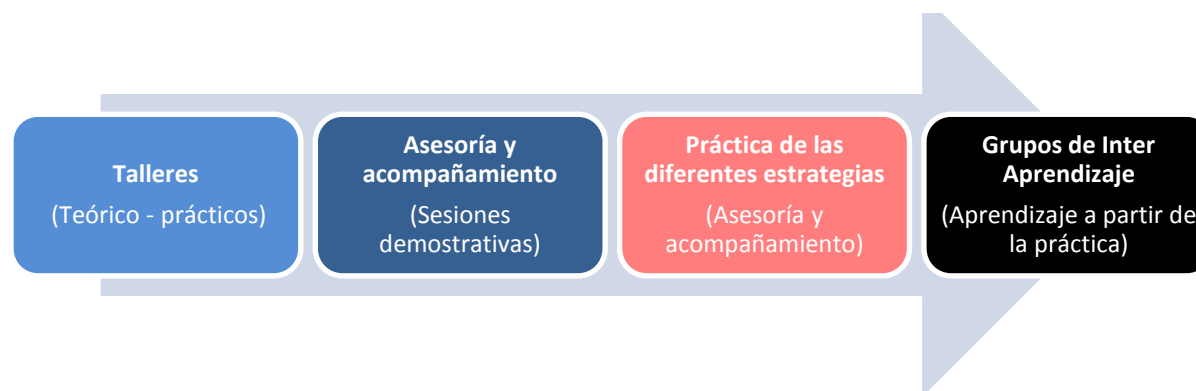 Talleres
(Teórico - prácticos)
Asesoría y
acompañamiento
(Sesiones
demostrativas)
Práctica de las
diferentes estrategias
(Asesoría y
acompañamiento)
Grupos de Inter
Aprendizaje
(Aprendizaje a partir de
la práctica)